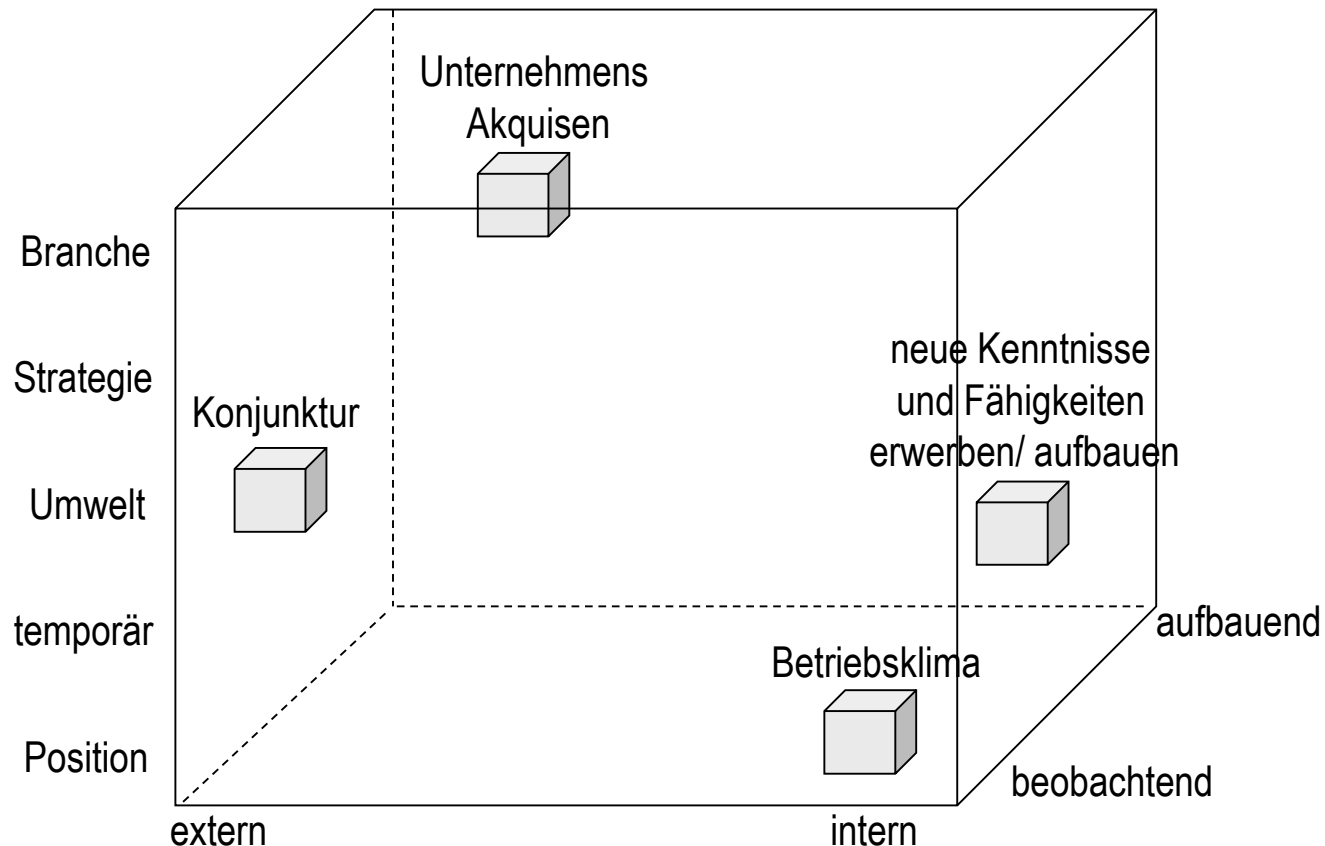 Unternehmens
Akquisen
Branche
Strategie
Konjunktur
neue Kenntnisse
und Fähigkeiten
erwerben/ aufbauen
Umwelt
temporär
aufbauend
Betriebsklima
Position
beobachtend
extern
intern